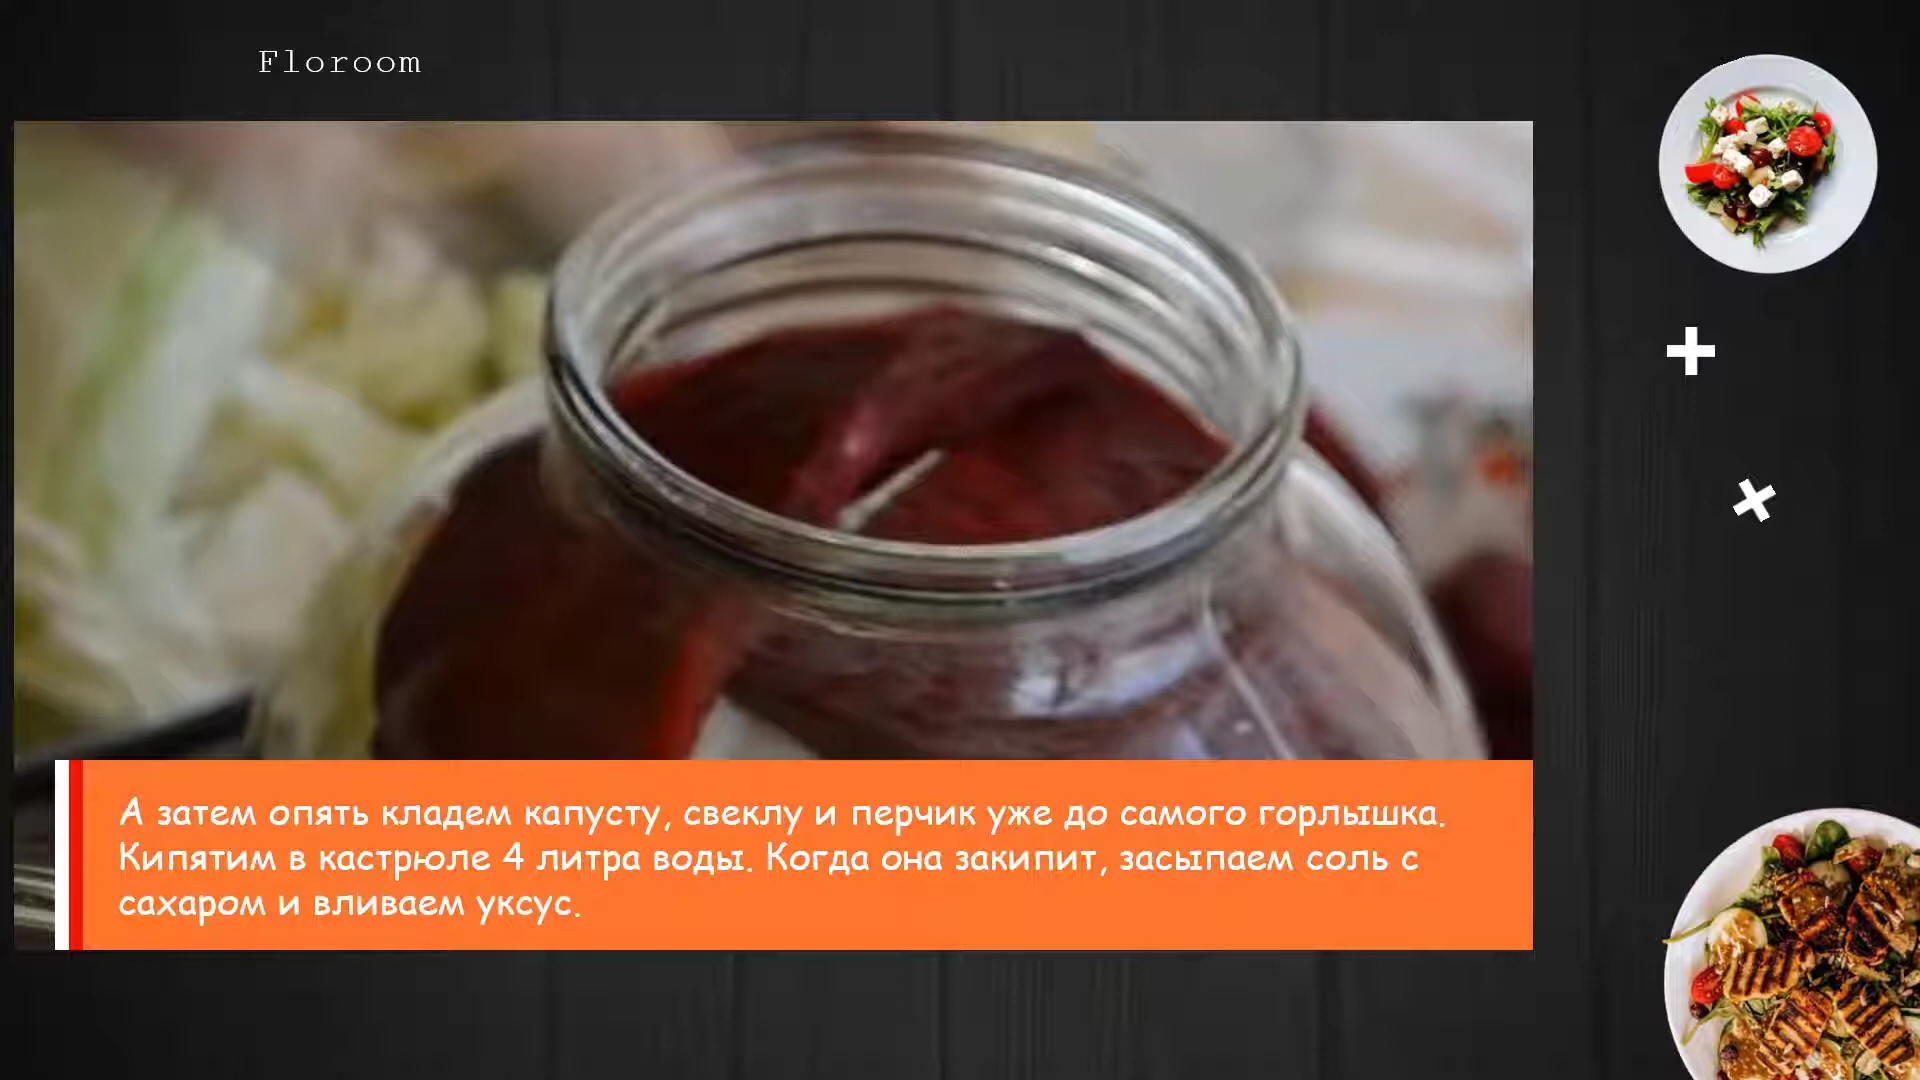 Floroom
А затем опять кладем капусту, свеклу и перчик уже до самого горлышка.
Кипятим в кастрюле 4 литра воды. Когда она закипит, засыпаем соль с
сахаром и вливаем уксус.